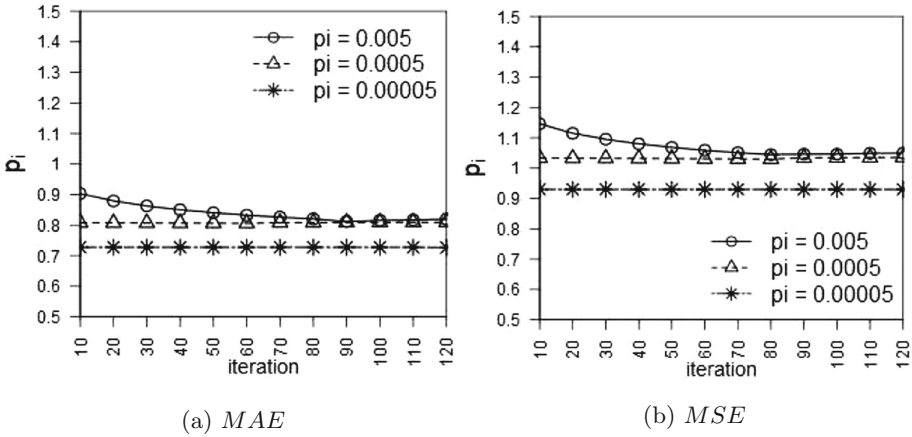 1.5
1.4
1.3
1.2
1.1
1
0.9
0.8
0.7
0.6
0.5
pi
pi = 0.005
pi = 0.0005
pi = 0.00005
10 20 30 40 50 60 70 80 90 100 110 120
iteration
(a) MAE
1.5
1.4
1.3
1.2
1.1
1
0.9
0.8
0.7
0.6
0.5
pi
pi = 0.005
pi = 0.0005
pi = 0.00005
10 20 30 40 50 60 70 80 90 100 110 120
iteration
(b) MSE